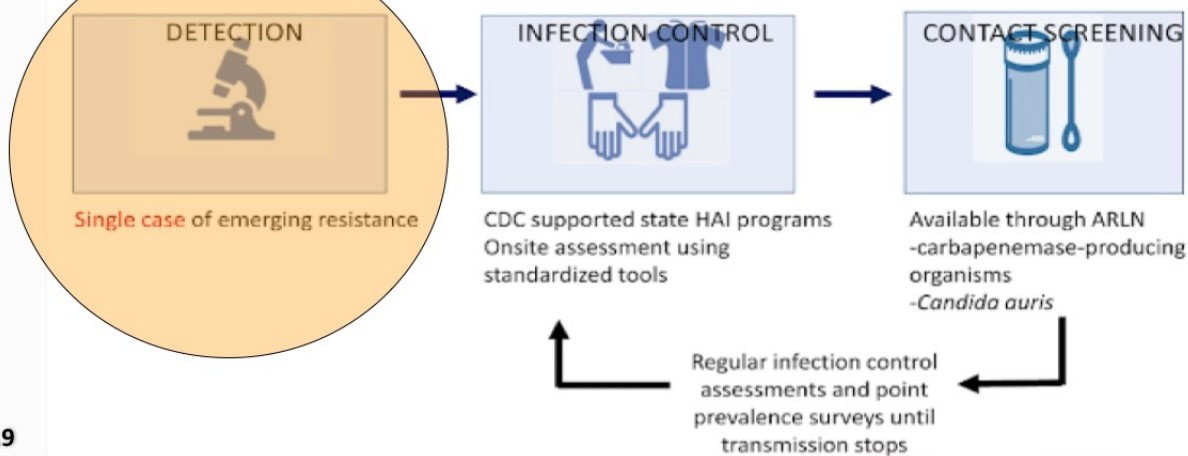 DETECTION
Single case of emerging resistance
INFECTION CONTROL
CDC supported state HAI programs
Onsite assessment using
standardized tools
CONTACT SCREENING
Available through ARLN
-carbapenemase-producing
organisms
-Candida auris
Regular infection control
assessments and point
prevalence surveys until
transmission stops
9